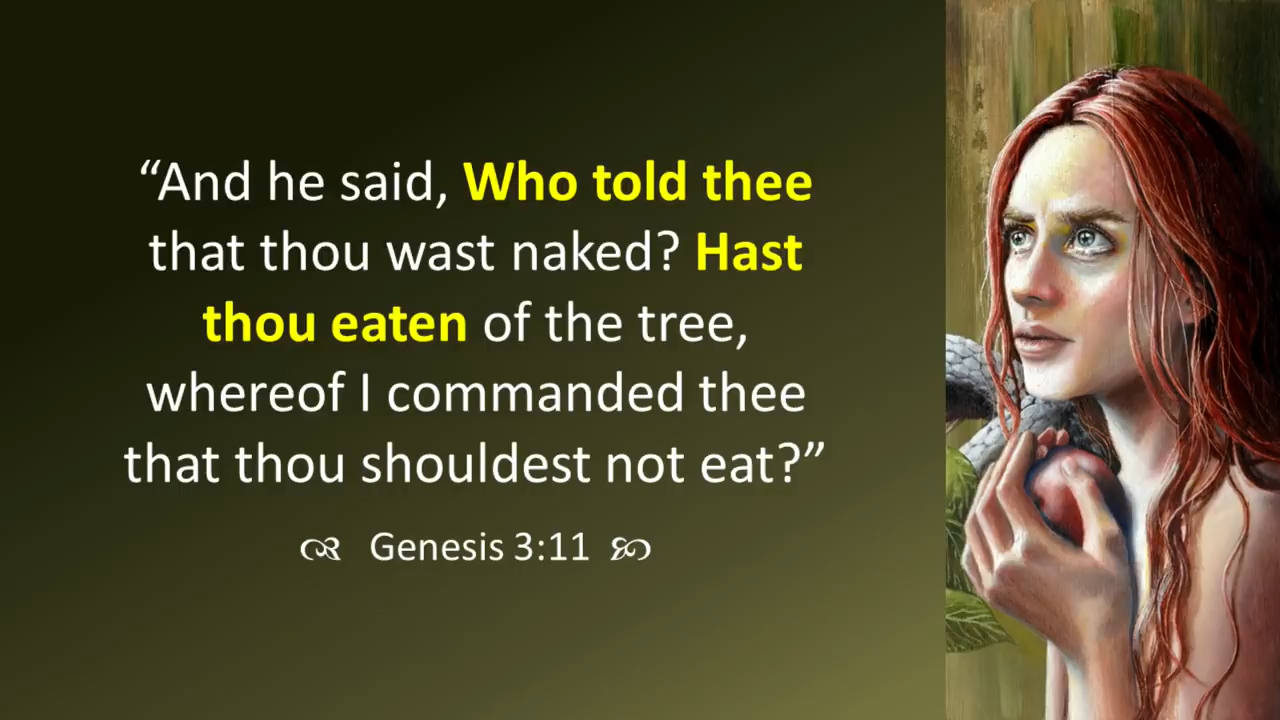 “And he said, Who told thee
that thou wast naked? Hast
thou eaten of the tree,
whereof I commanded thee
that thou shouldest not eat?”
Genesis 3:11